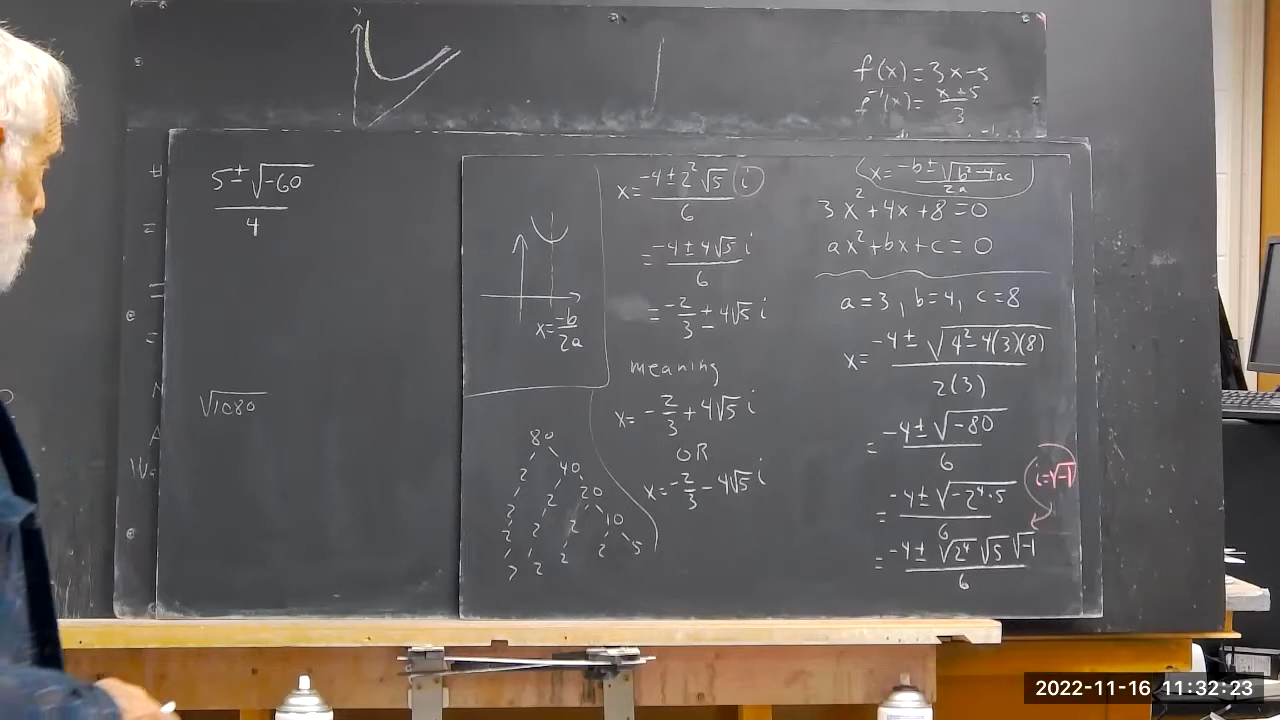 y
f(x) = 3x-5
f⁻¹(x) = (x+5)/3
5 ± √-60
4
√1080
x = -b/2a
80
2 40
2 2 20
2 2 2 10
2 2 2 2 5
2 2
x = (-4 ± 2²√5 i)/6
= (-4 ± 4√5 i)/6
= -2/3 ± 4√5 i
meaning
x = -2/3 + 4√5 i
OR
x = -2/3 - 4√5 i
x = (-b ± √(b²-4ac))/2a
3x² + 4x + 8 = 0
ax² + bx + c = 0
a = 3, b = 4, c = 8
x = (-4 ± √(4²-4(3)(8)))/2(3)
= (-4 ± √-80)/6
i = √-1
= (-4 ± √(-2⁴·5))/6
= (-4 ± √2⁴ √5 √-1)/6
2022-11-16 11:32:23